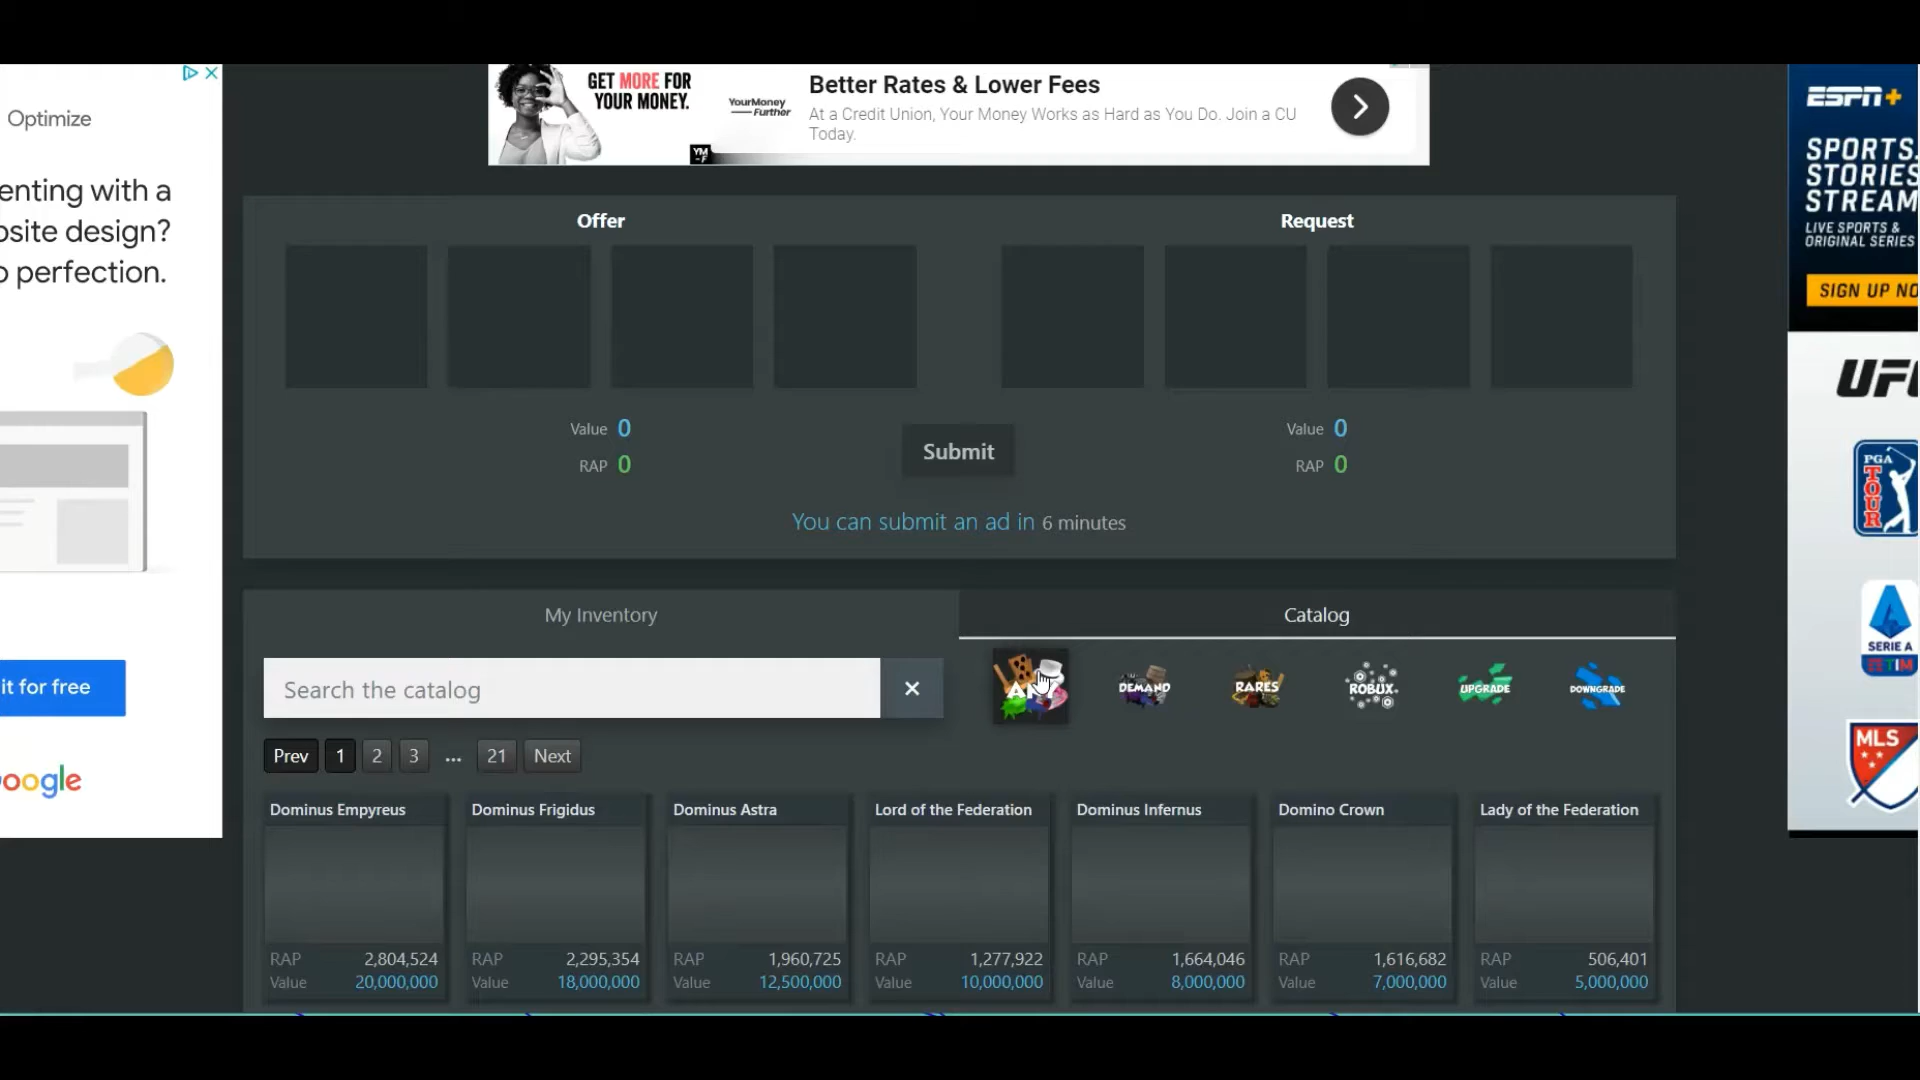 Optimize
enting with a
osite design?
o perfection.
it for free
oogle
GET MORE FOR
YOUR MONEY.
YourMoney
Further
YM
F
Better Rates & Lower Fees
At a Credit Union, Your Money Works as Hard as You Do. Join a CU
Today.
ESPN+
SPORTS.
STORIES
STREAM
LIVE SPORTS &
ORIGINAL SERIES
SIGN UP NO
UFC
PGA
TOUR
SERIE A
TIM
MLS
Offer
Request
Value 0
RAP 0
Submit
Value 0
RAP 0
You can submit an ad in 6 minutes
My Inventory
Catalog
Search the catalog
ANY
DEMAND
RARES
ROBUX
UPGRADE
DOWNGRADE
Prev 1 2 3 ... 21 Next
Dominus Empyreus
RAP 2,804,524
Value 20,000,000
Dominus Frigidus
RAP 2,295,354
Value 18,000,000
Dominus Astra
RAP 1,960,725
Value 12,500,000
Lord of the Federation
RAP 1,277,922
Value 10,000,000
Dominus Infernus
RAP 1,664,046
Value 8,000,000
Domino Crown
RAP 1,616,682
Value 7,000,000
Lady of the Federation
RAP 506,401
Value 5,000,000